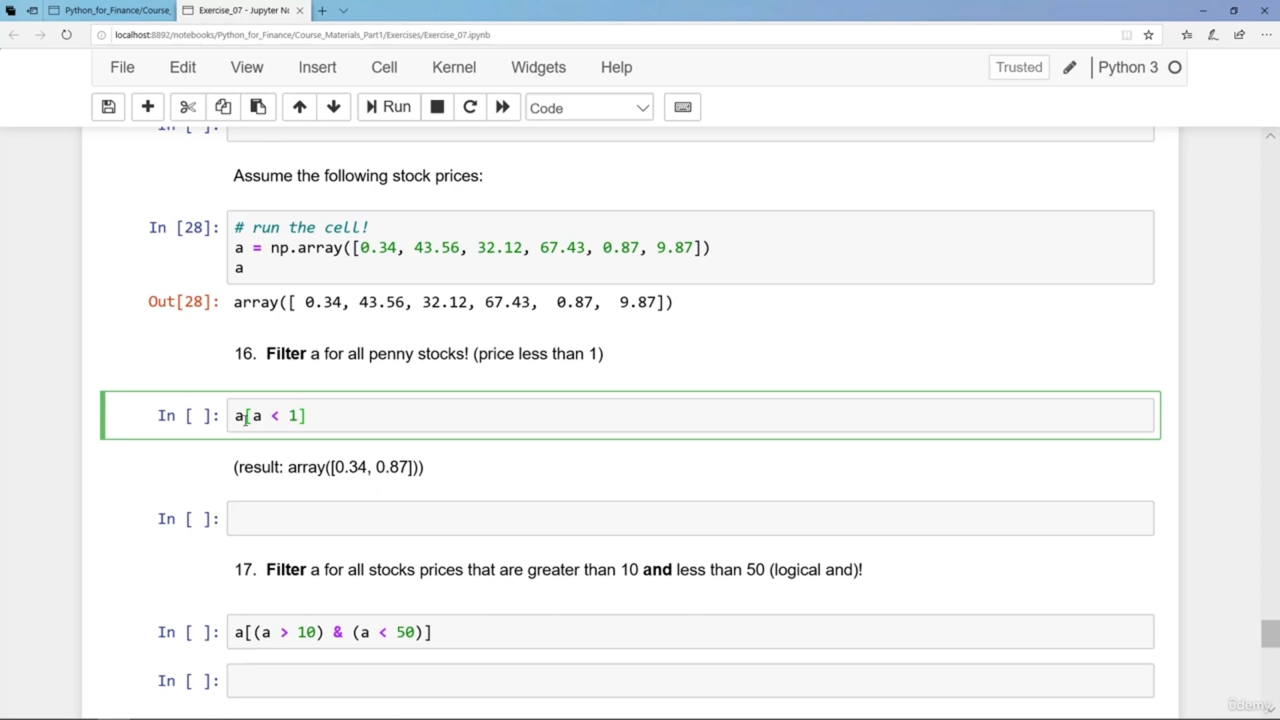 Python_for_Finance/Course_
Exercise_07 - Jupyter No
localhost:8892/notebooks/Python_for_Finance/Course_Materials_Part1/Exercises/Exercise_07.ipynb
File Edit View Insert Cell Kernel Widgets Help Trusted Python 3
Run Code
In [ ]:
Assume the following stock prices:
In [28]: # run the cell!
a = np.array([0.34, 43.56, 32.12, 67.43, 0.87, 9.87])
a
Out[28]: array([ 0.34, 43.56, 32.12, 67.43,  0.87,  9.87])
16. Filter a for all penny stocks! (price less than 1)
In [ ]: a[a < 1]
(result: array([0.34, 0.87]))
In [ ]:
17. Filter a for all stocks prices that are greater than 10 and less than 50 (logical and)!
In [ ]: a[(a > 10) & (a < 50)]
In [ ]:
Udemy